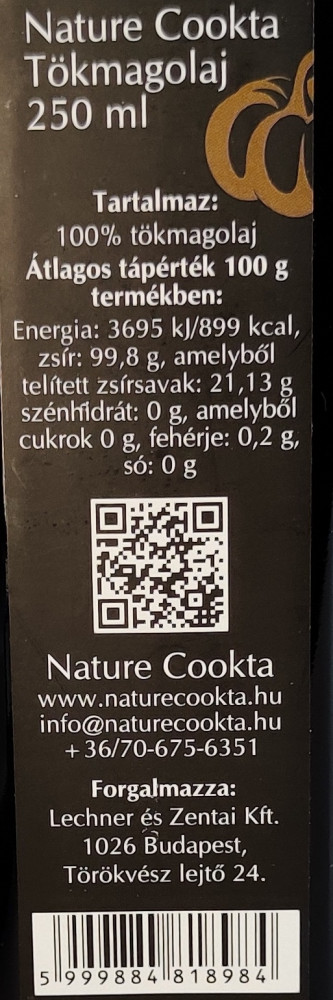 Nature Cookta
Tökmagolaj
250 ml
Tartalmaz:
100% tökmagolaj
Átlagos tápérték 100 g
termékben:
Energia: 3695 kJ/899 kcal,
zsír: 99,8 g, amelyből
telített zsírsavak: 21,13 g
szénhidrát: 0 g, amelyből
cukrok 0 g, fehérje: 0,2 g,
só: 0 g
Nature Cookta
www.naturecookta.hu
info@naturecookta.hu
+36/70-675-6351
Forgalmazza:
Lechner és Zentai Kft.
1026 Budapest,
Törökvész lejtő 24.
5 999884 818984